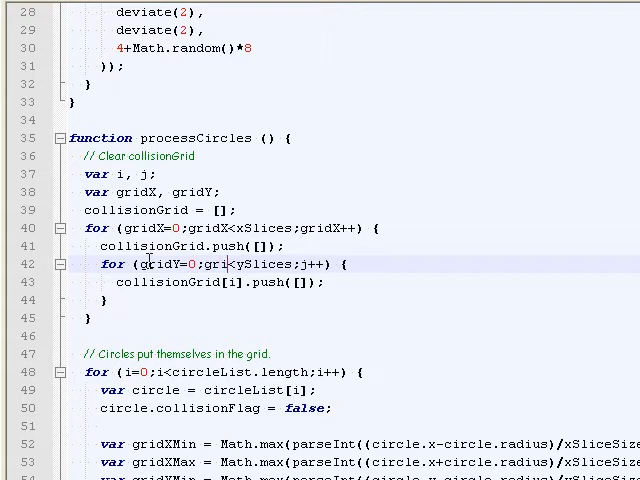 28 deviate(2),
29 deviate(2),
30 4+Math.random()*8
31 ));
32 }
33 }
34
35 function processCircles () {
36 // Clear collisionGrid
37 var i, j;
38 var gridX, gridY;
39 collisionGrid = [];
40 for (gridX=0;gridX<xSlices;gridX++) {
41 collisionGrid.push([]);
42 for (gridY=0;gri<ySlices;j++) {
43 collisionGrid[i].push([]);
44 }
45 }
46
47 // Circles put themselves in the grid.
48 for (i=0;i<circleList.length;i++) {
49 var circle = circleList[i];
50 circle.collisionFlag = false;
51
52 var gridXMin = Math.max(parseInt((circle.x-circle.radius)/xSliceSize
53 var gridXMax = Math.max(parseInt((circle.x+circle.radius)/xSliceSize